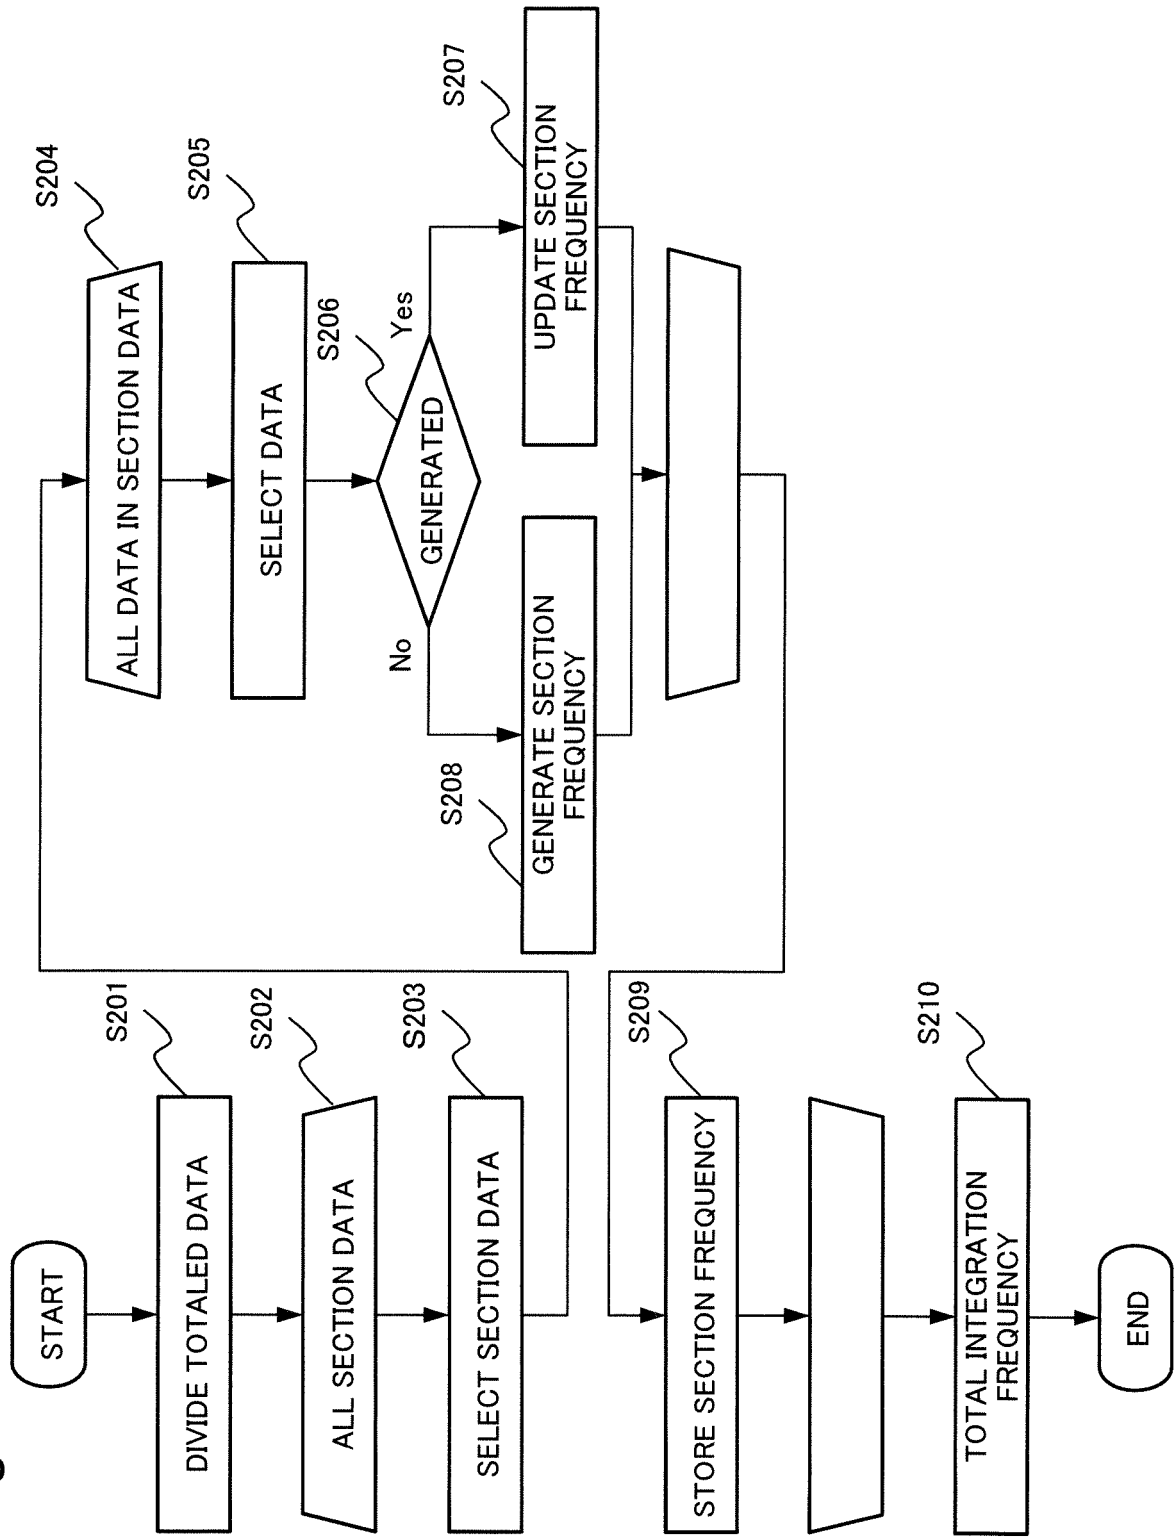 START
S201
DIVIDE TOTALED DATA
S202
ALL SECTION DATA
S203
SELECT SECTION DATA
S204
ALL DATA IN SECTION DATA
S205
SELECT DATA
S206
GENERATED
Yes
No
S207
UPDATE SECTION
FREQUENCY
S208
GENERATE SECTION
FREQUENCY
S209
STORE SECTION FREQUENCY
S210
TOTAL INTEGRATION
FREQUENCY
END